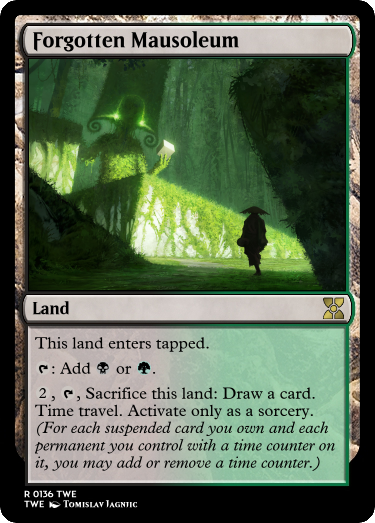 Forgotten Mausoleum
Land
This land enters tapped.
: Add or .
2 , , Sacrifice this land: Draw a card.
Time travel. Activate only as a sorcery.
(For each suspended card you own and each
permanent you control with a time counter on
it, you may add or remove a time counter.)
R 0136 TWE
TWE Tomislav Jagnjic